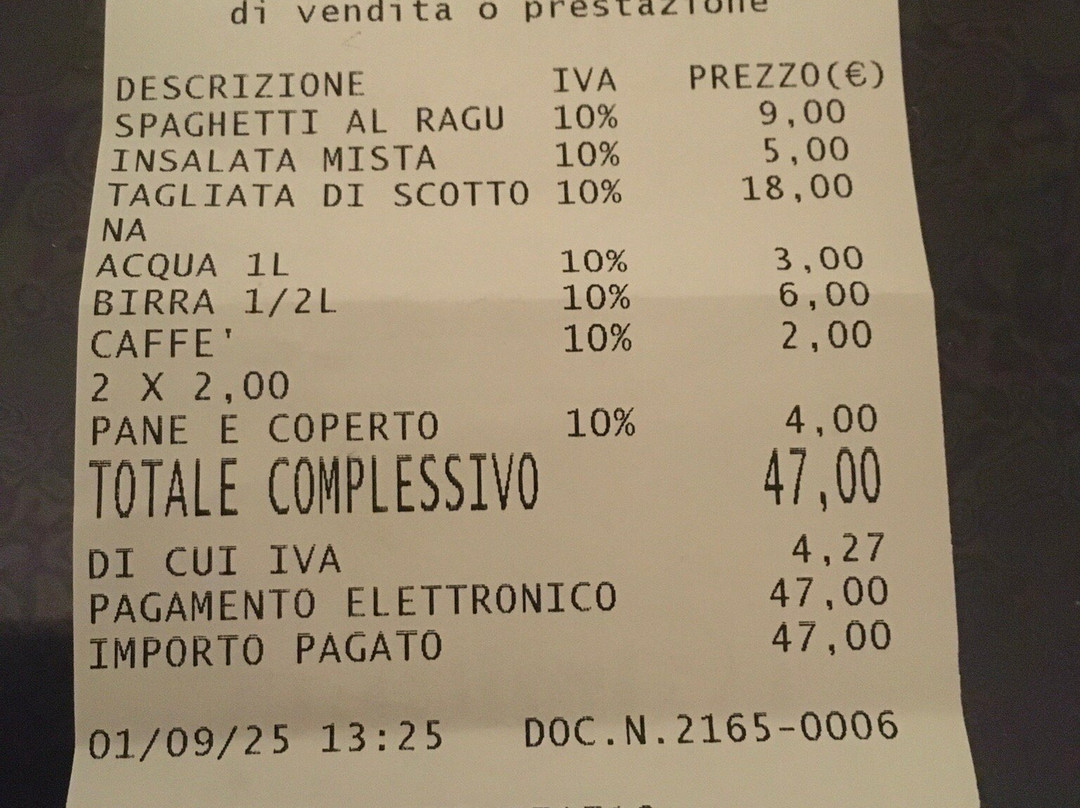 di vendita o prestazione
DESCRIZIONE IVA PREZZO(€)
SPAGHETTI AL RAGU 10% 9,00
INSALATA MISTA 10% 5,00
TAGLIATA DI SCOTTO 10% 18,00
NA
ACQUA 1L 10% 3,00
BIRRA 1/2L 10% 6,00
CAFFE' 10% 2,00
2 X 2,00
PANE E COPERTO 10% 4,00
TOTALE COMPLESSIVO 47,00
DI CUI IVA 4,27
PAGAMENTO ELETTRONICO 47,00
IMPORTO PAGATO 47,00
01/09/25 13:25 DOC.N.2165-0006